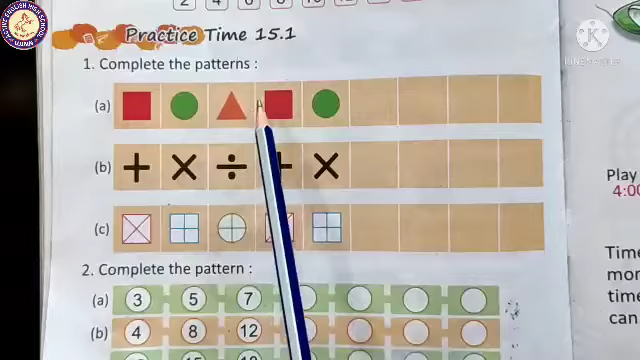 Practice Time 15.1
1. Complete the patterns :
(a)
(b) + × ÷ + ×
(c)
Play
4:00
2. Complete the pattern :
(a) 3 5 7
(b) 4 8 12
Time
mor
time
can